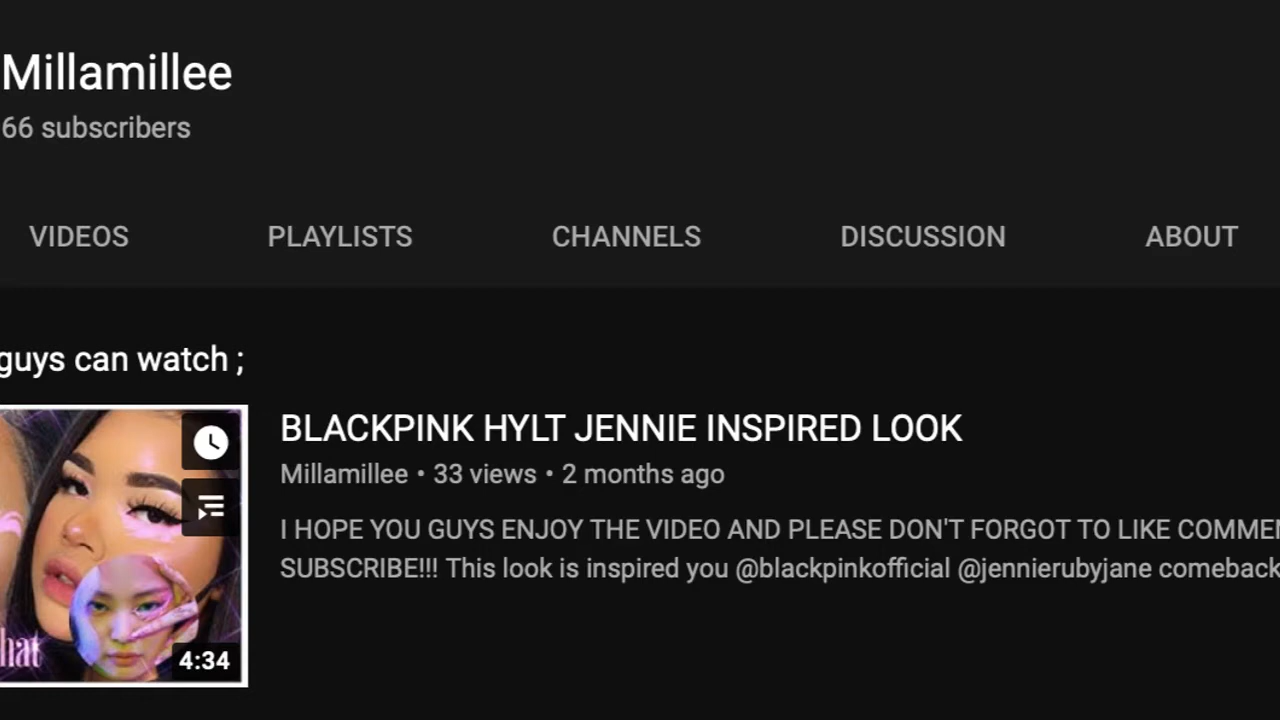 Millamillee
66 subscribers
VIDEOS PLAYLISTS CHANNELS DISCUSSION ABOUT
guys can watch ;
BLACKPINK HYLT JENNIE INSPIRED LOOK
Millamillee • 33 views • 2 months ago
I HOPE YOU GUYS ENJOY THE VIDEO AND PLEASE DON'T FORGOT TO LIKE COMMEN
SUBSCRIBE!!! This look is inspired you @blackpinkofficial @jennierubyjane comeback
hat
4:34